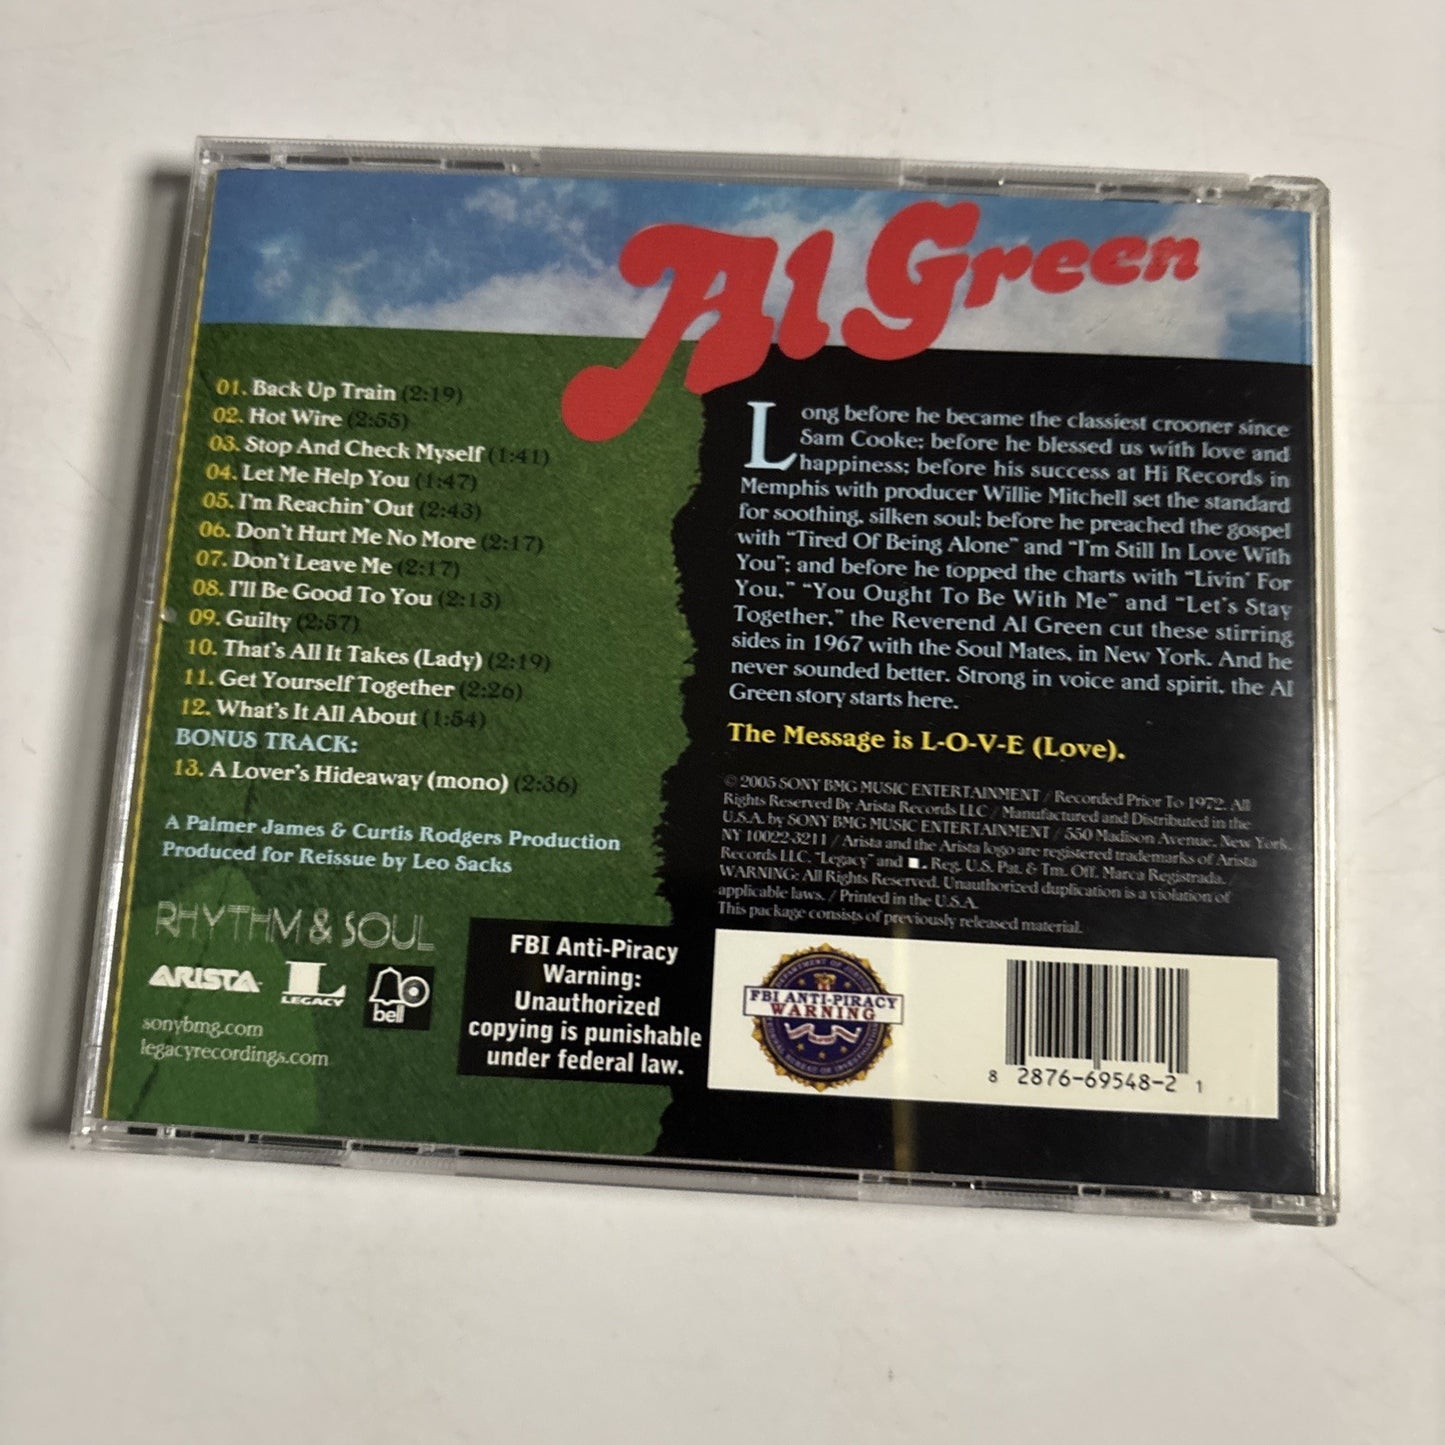 Al Green
01. Back Up Train (2:19)
02. Hot Wire (2:55)
03. Stop And Check Myself (1:41)
04. Let Me Help You (1:47)
05. I'm Reachin' Out (2:43)
06. Don't Hurt Me No More (2:17)
07. Don't Leave Me (2:17)
08. I'll Be Good To You (2:13)
09. Guilty (2:57)
10. That's All It Takes (Lady) (2:19)
11. Get Yourself Together (2:26)
12. What's It All About (1:54)
BONUS TRACK:
13. A Lover's Hideaway (mono) (2:36)
A Palmer James & Curtis Rodgers Production
Produced for Reissue by Leo Sacks
RHYTHM & SOUL
ARISTA
L
LEGACY
bell
sonybmg.com
legacyrecordings.com
FBI Anti-Piracy
Warning:
Unauthorized
copying is punishable
under federal law.
Long before he became the classiest crooner since
Sam Cooke; before he blessed us with love and
happiness; before his success at Hi Records in
Memphis with producer Willie Mitchell set the standard
for soothing, silken soul; before he preached the gospel
with "Tired Of Being Alone" and "I'm Still In Love With
You"; and before he topped the charts with "Livin' For
You," "You Ought To Be With Me" and "Let's Stay
Together," the Reverend Al Green cut these stirring
sides in 1967 with the Soul Mates, in New York. And he
never sounded better. Strong in voice and spirit, the Al
Green story starts here.
The Message is L-O-V-E (Love).
© 2005 SONY BMG MUSIC ENTERTAINMENT / Recorded Prior To 1972. All
Rights Reserved By Arista Records LLC / Manufactured and Distributed in the
U.S.A. by SONY BMG MUSIC ENTERTAINMENT / 550 Madison Avenue, New York,
NY 10022-3211 / Arista and the Arista logo are registered trademarks of Arista
Records LLC. "Legacy" and L, Reg. U.S. Pat. & Tm. Off. Marca Registrada. /
WARNING: All Rights Reserved. Unauthorized duplication is a violation of
applicable laws. / Printed in the U.S.A.
This package consists of previously released material.
DEPARTMENT OF JUSTICE
FBI ANTI-PIRACY
WARNING
FEDERAL BUREAU OF INVESTIGATION
8 2876-69548-2 1